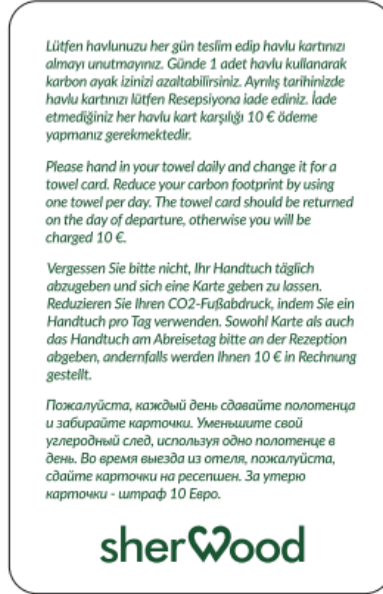 Lütfen havlunuzu her gün teslim edip havlu kartınızı
almayı unutmayınız. Günde 1 adet havlu kullanarak
karbon ayak izinizi azaltabilirsiniz. Ayrılış tarihinizde
havlu kartınızı lütfen Resepsiyona iade ediniz. İade
etmediğiniz her havlu kart karşılığı 10 € ödeme
yapmanız gerekmektedir.
Please hand in your towel daily and change it for a
towel card. Reduce your carbon footprint by using
one towel per day. The towel card should be returned
on the day of departure, otherwise you will be
charged 10 €.
Vergessen Sie bitte nicht, Ihr Handtuch täglich
abzugeben und sich eine Karte geben zu lassen.
Reduzieren Sie Ihren CO2-Fußabdruck, indem Sie ein
Handtuch pro Tag verwenden. Sowohl Karte als auch
das Handtuch am Abreisetag bitte an der Rezeption
abgeben, andernfalls werden Ihnen 10 € in Rechnung
gestellt.
Пожалуйста, каждый день сдавайте полотенца
и забирайте карточки. Уменьшите свой
углеродный след, используя одно полотенце в
день. Во время выезда из отеля, пожалуйста,
сдайте карточки на ресепшен. За утерю
карточки - штраф 10 Евро.
sherwood